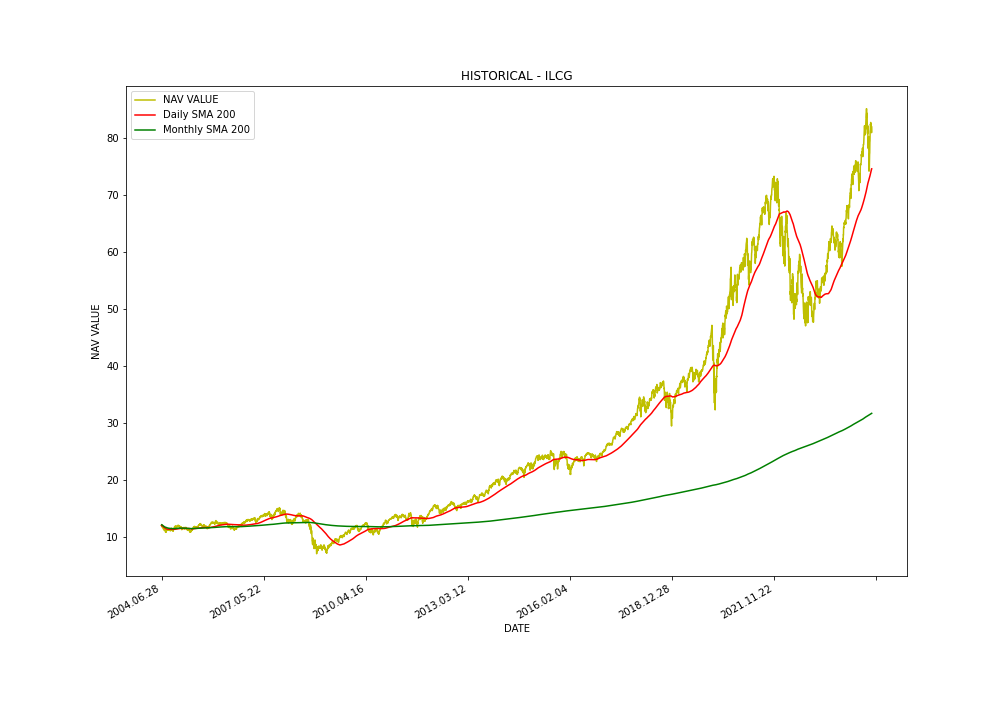 HISTORICAL - ILCG
NAV VALUE
Daily SMA 200
Monthly SMA 200
80
70
60
50
40
30
20
10
NAV VALUE
2004.06.28
2007.05.22
2010.04.16
2013.03.12
2016.02.04
2018.12.28
2021.11.22
DATE